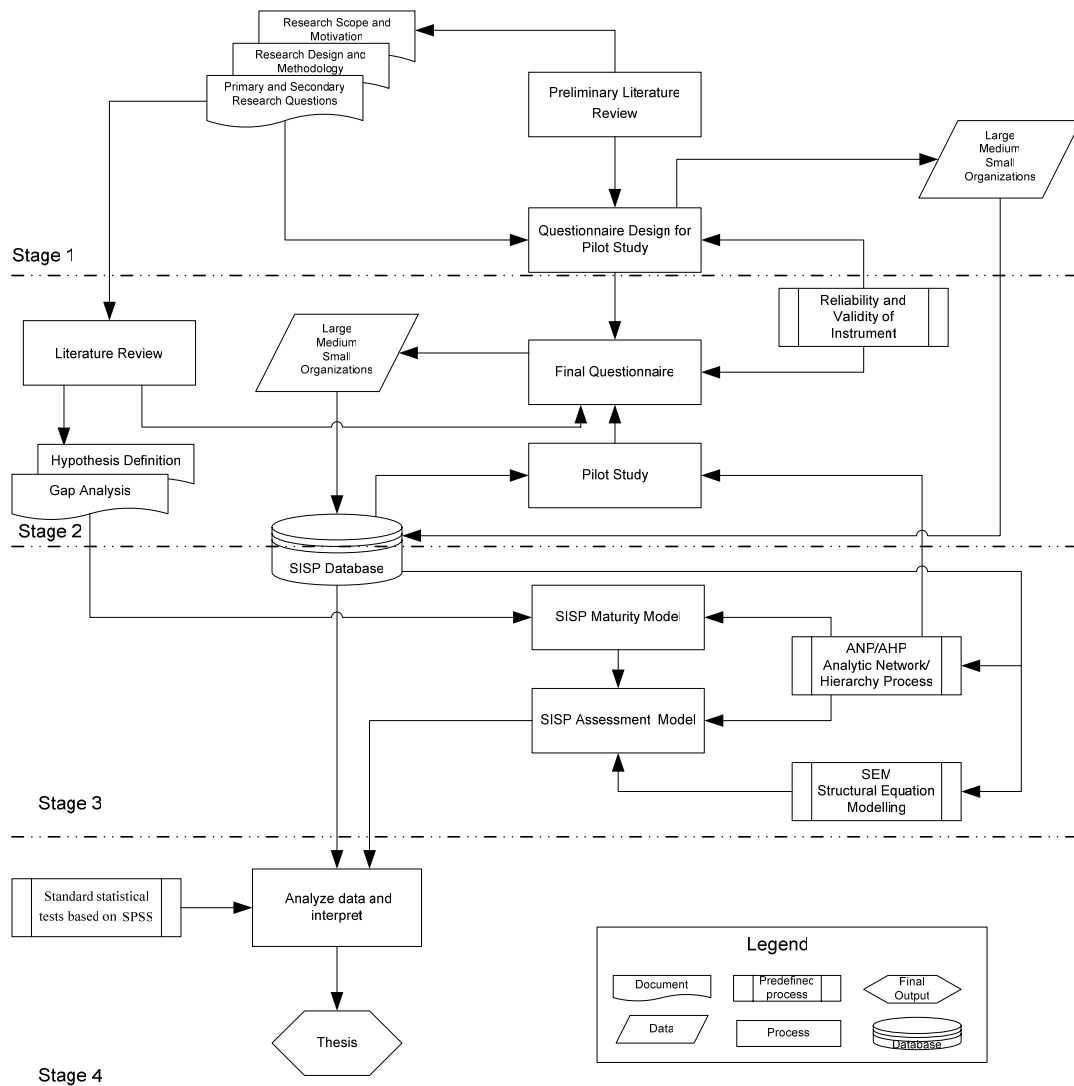 Research Scope and
Motivation
Research Design and
Methodology
Primary and Secondary
Research Questions
Preliminary Literature
Review
Large
Medium
Small
Organizations
Questionnaire Design for
Pilot Study
Stage 1
Reliability and
Validity of
Instrument
Literature Review
Large
Medium
Small
Organizations
Final Questionnaire
Hypothesis Definition
Gap Analysis
Pilot Study
Stage 2
SISP Database
SISP Maturity Model
ANP/AHP
Analytic Network/
Hierarchy Process
SISP Assessment Model
SEM
Structural Equation
Modelling
Stage 3
Standard statistical
tests based on SPSS
Analyze data and
interpret
Thesis
Stage 4
Legend
Document
Predefined
process
Final
Output
Data
Process
Database